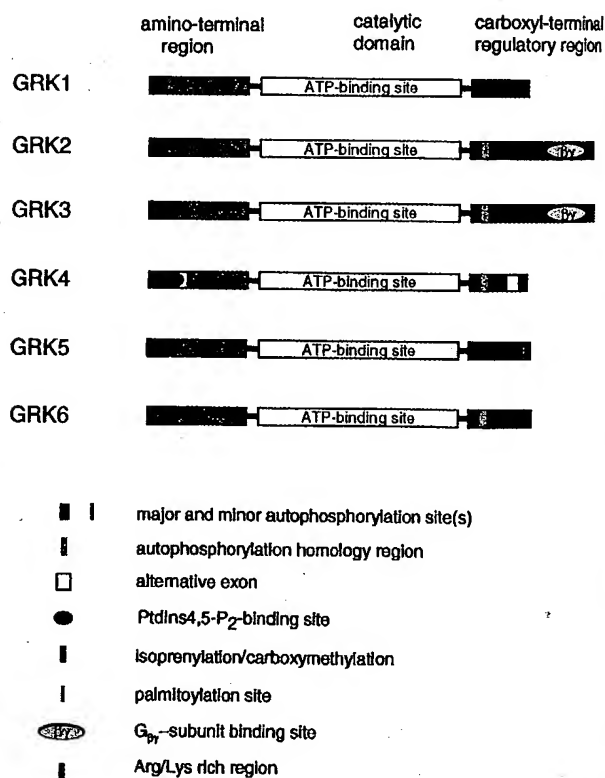 amino-terminal region
catalytic domain
carboxyl-terminal regulatory region
GRK1
ATP-binding site
GRK2
ATP-binding site
βγ
GRK3
ATP-binding site
βγ
GRK4
ATP-binding site
GRK5
ATP-binding site
GRK6
ATP-binding site
major and minor autophosphorylation site(s)
autophosphorylation homology region
alternative exon
PtdIns4,5-P2-binding site
isoprenylation/carboxymethylation
palmitoylation site
βγ
Gβγ-subunit binding site
Arg/Lys rich region